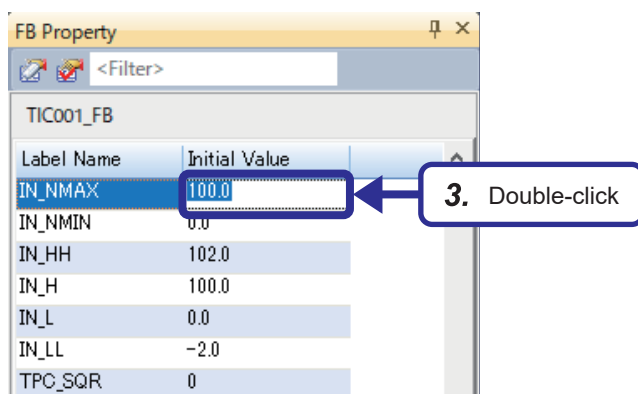 FB Property
<Filter>
TIC001_FB
Label Name Initial Value
IN_NMAX 100.0
IN_NMIN 0.0
IN_HH 102.0
IN_H 100.0
IN_L 0.0
IN_LL -2.0
TPC_SQR 0
3. Double-click